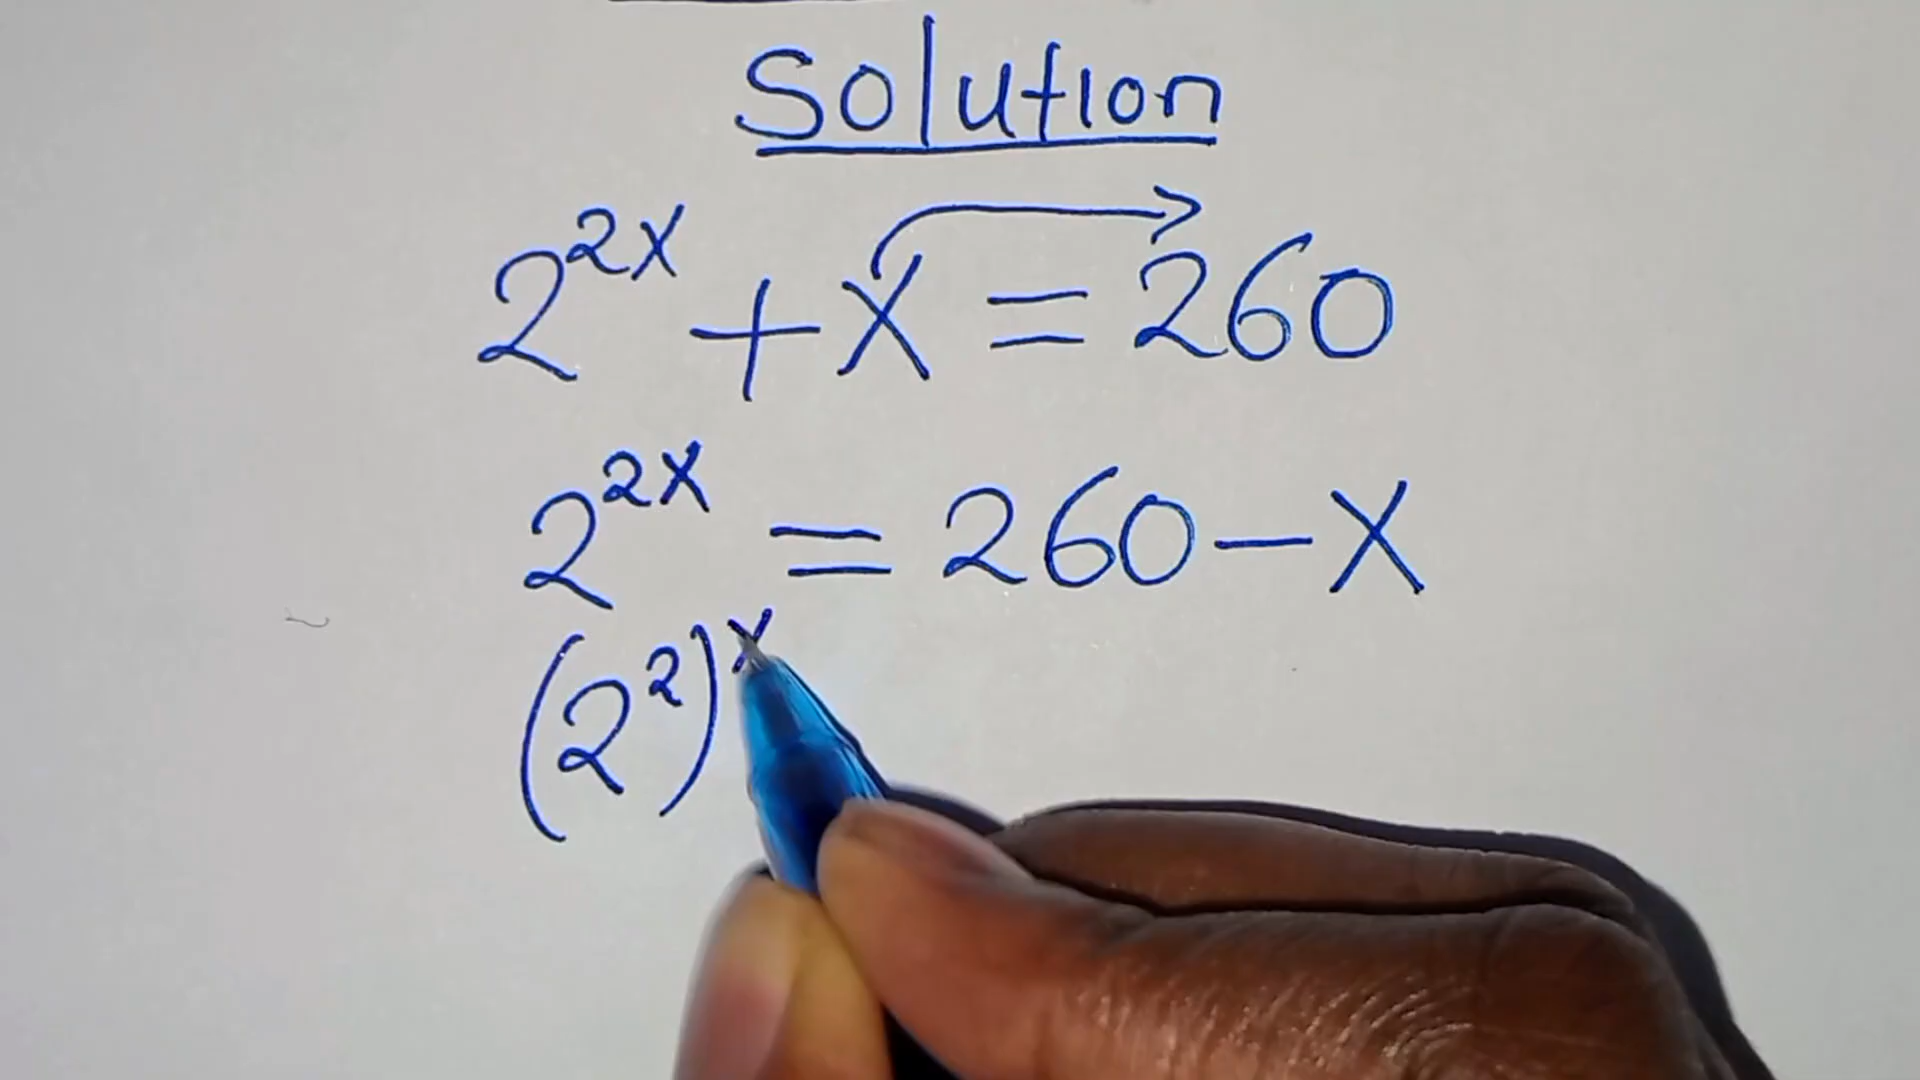 Solution
2^{2x} + x = 260
2^{2x} = 260 - x
(2^2)^x